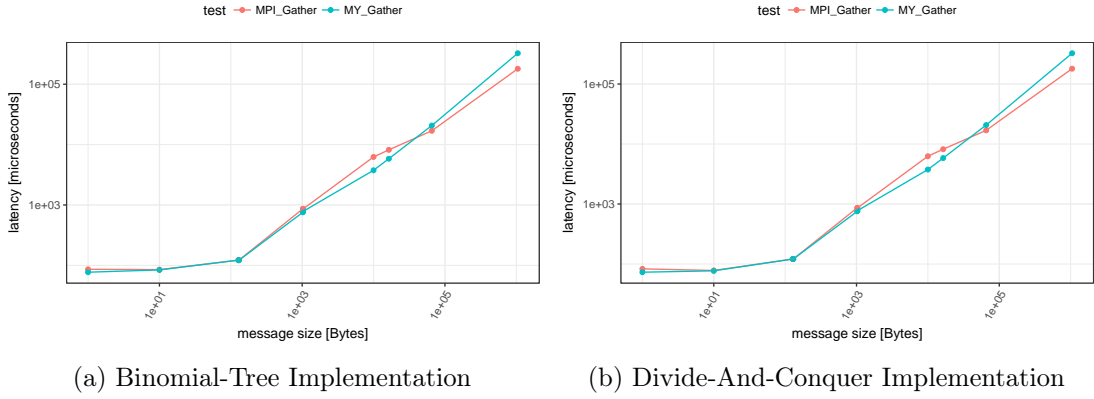 test MPI_Gather MY_Gather
1e+05
1e+03
latency [microseconds]
1e+01 1e+03 1e+05
message size [Bytes]
(a) Binomial-Tree Implementation
test MPI_Gather MY_Gather
1e+05
1e+03
latency [microseconds]
1e+01 1e+03 1e+05
message size [Bytes]
(b) Divide-And-Conquer Implementation